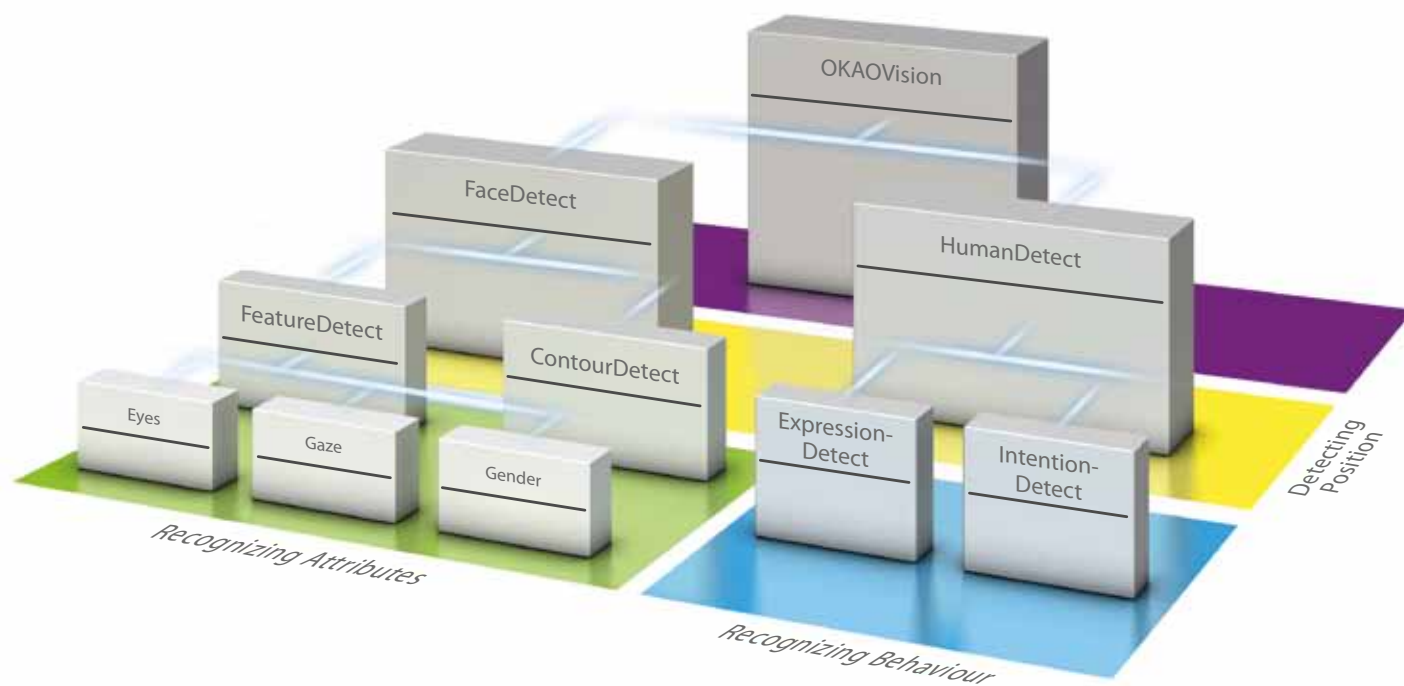 OKAOVision
FaceDetect
HumanDetect
FeatureDetect
ContourDetect
Eyes
Gaze
Gender
Expression-
Detect
Intention-
Detect
Detecting
Position
Recognizing Attributes
Recognizing Behaviour